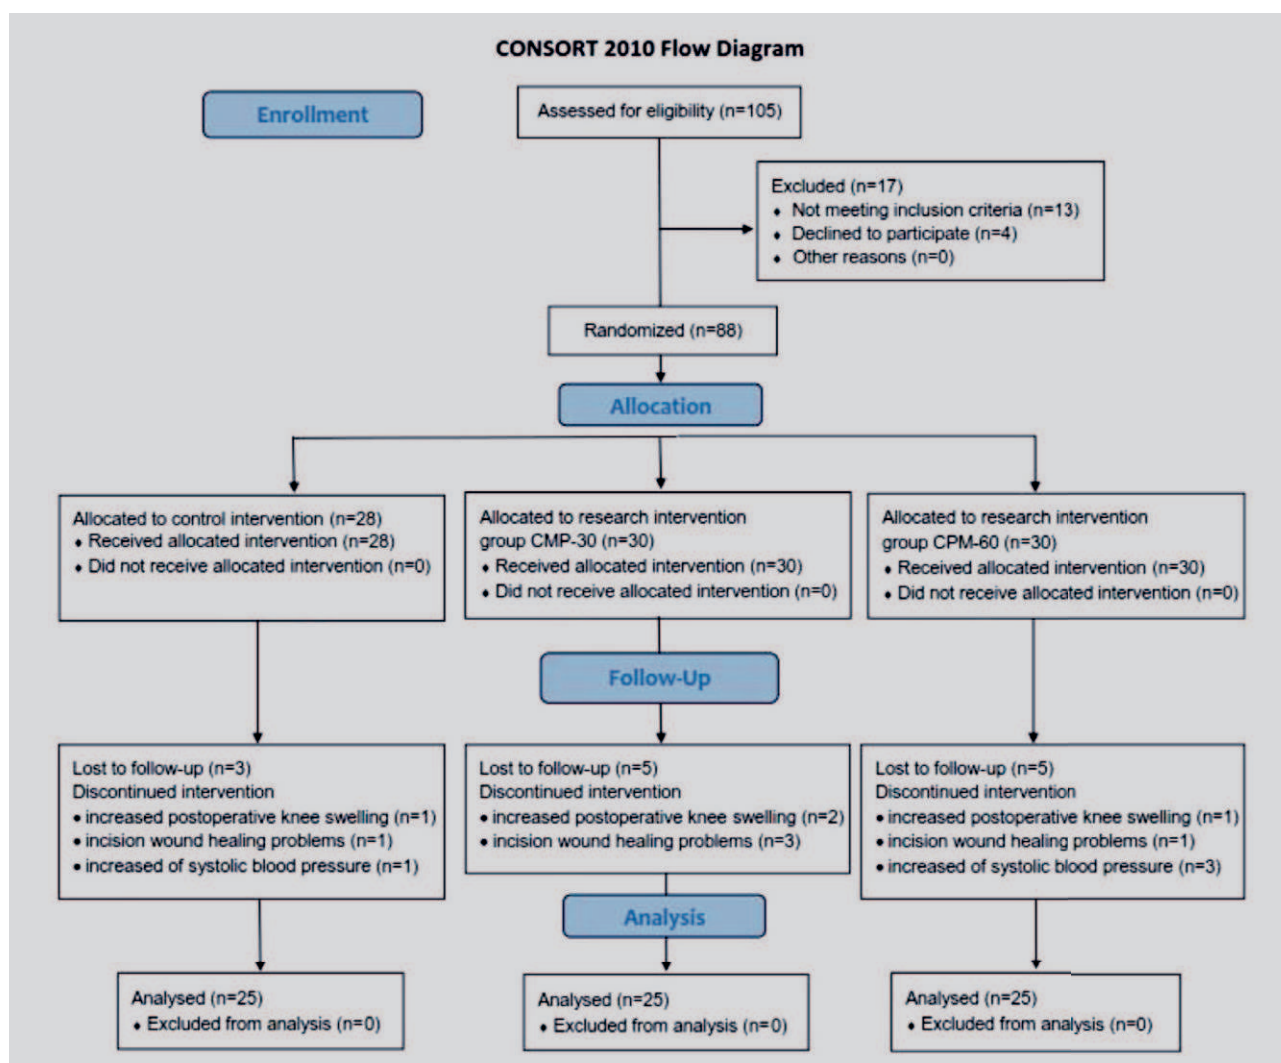 CONSORT 2010 Flow Diagram
Enrollment
Assessed for eligibility (n=105)
Excluded (n=17)
♦ Not meeting inclusion criteria (n=13)
♦ Declined to participate (n=4)
♦ Other reasons (n=0)
Randomized (n=88)
Allocation
Allocated to control intervention (n=28)
♦ Received allocated intervention (n=28)
♦ Did not receive allocated intervention (n=0)
Allocated to research intervention
group CMP-30 (n=30)
♦ Received allocated intervention (n=30)
♦ Did not receive allocated intervention (n=0)
Allocated to research intervention
group CPM-60 (n=30)
♦ Received allocated intervention (n=30)
♦ Did not receive allocated intervention (n=0)
Follow-Up
Lost to follow-up (n=3)
Discontinued intervention
• increased postoperative knee swelling (n=1)
• incision wound healing problems (n=1)
• increased of systolic blood pressure (n=1)
Lost to follow-up (n=5)
Discontinued intervention
• increased postoperative knee swelling (n=2)
• incision wound healing problems (n=3)
Lost to follow-up (n=5)
Discontinued intervention
• increased postoperative knee swelling (n=1)
• incision wound healing problems (n=1)
• increased of systolic blood pressure (n=3)
Analysis
Analysed (n=25)
♦ Excluded from analysis (n=0)
Analysed (n=25)
♦ Excluded from analysis (n=0)
Analysed (n=25)
♦ Excluded from analysis (n=0)